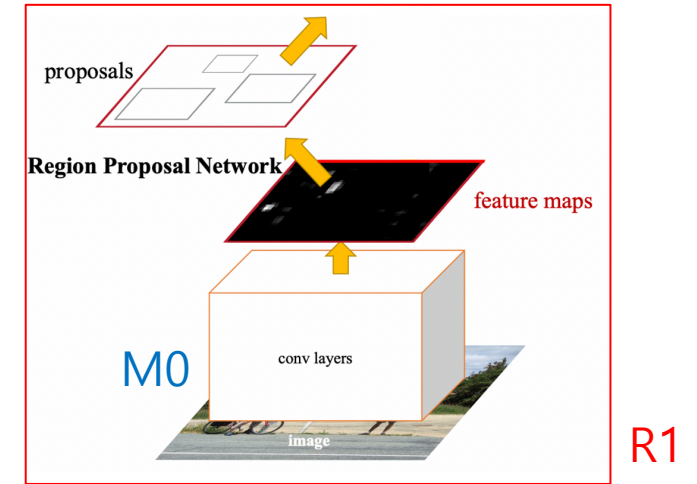 proposals
Region Proposal Network
feature maps
M0
conv layers
image
R1